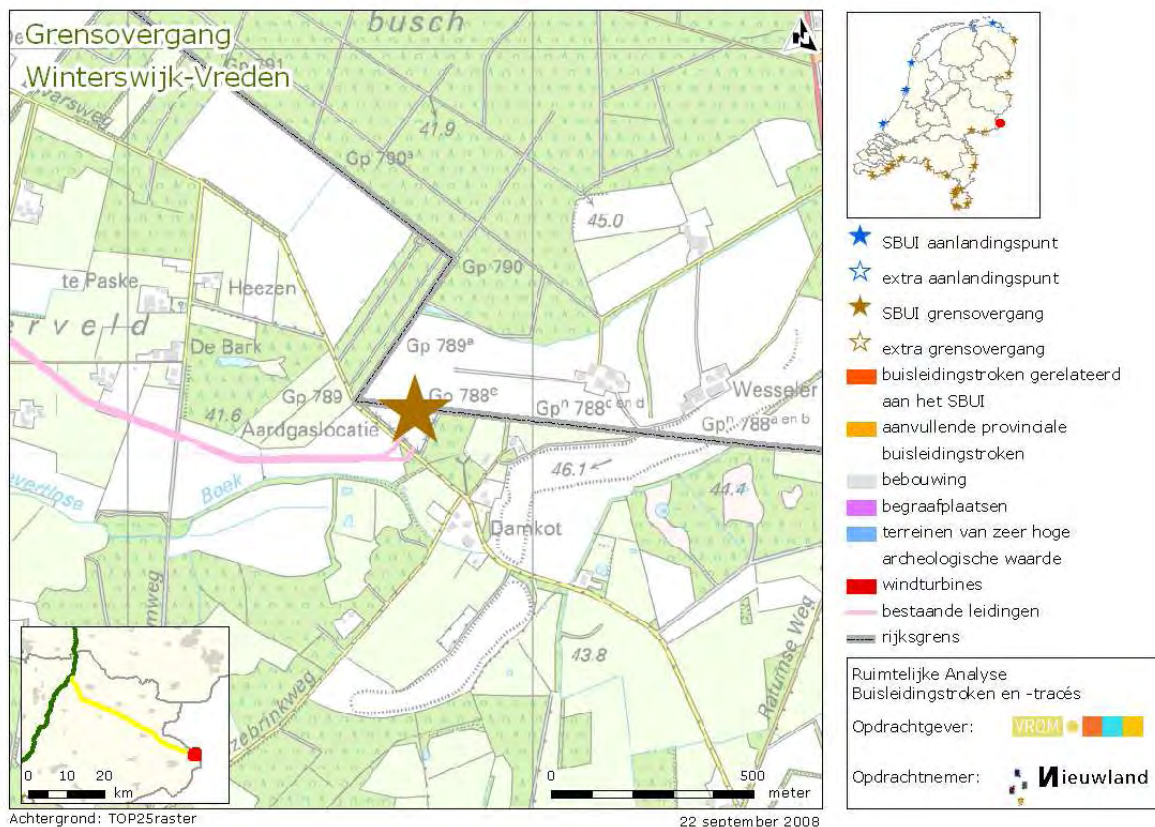 Grensovergang
Winterswijk-Vreden
busch
41.9
Gp 790ª
45.0
te Paske
Heezen
Gp 790
De Bark
Gp 789ª
Gp 789
Gp 788ᵉ
41.6
Aardgaslocatie
Gpⁿ 788ᶜ ᵉⁿ ᵈ
Wesseler
Gpⁿ 788ᵃ ᵉⁿ ᵇ
46.1
44.4
Beek
Damkot
43.8
Ratumse Weg
0 10 20
km
0 500
meter
Achtergrond: TOP25raster
22 september 2008
N
SBUI aanlandingspunt
extra aanlandingspunt
SBUI grensovergang
extra grensovergang
buisleidingstroken gerelateerd
aan het SBUI
aanvullende provinciale
buisleidingstroken
bebouwing
begraafplaatsen
terreinen van zeer hoge
archeologische waarde
windturbines
bestaande leidingen
rijksgrens
Ruimtelijke Analyse
Buisleidingstroken en -tracés
Opdrachtgever: VROM
Opdrachtnemer: Nieuwland